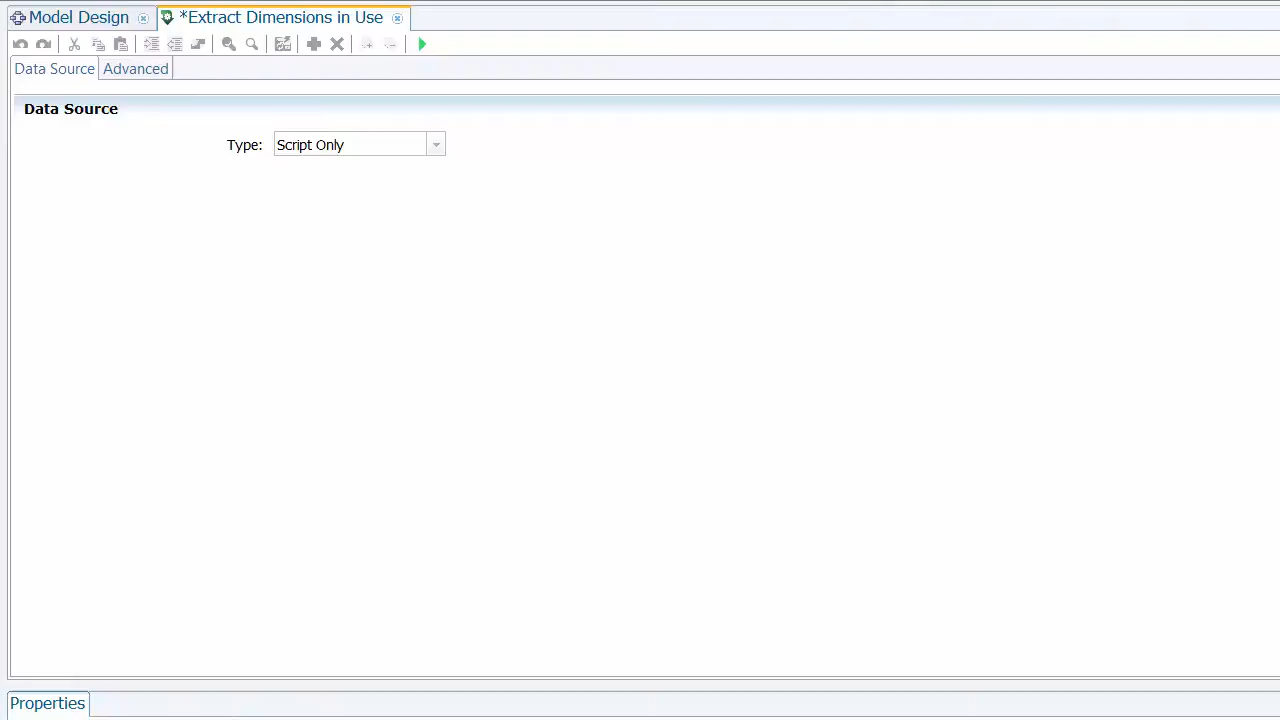 Model Design
*Extract Dimensions in Use
Data Source
Advanced
Data Source
Type:
Script Only
Properties